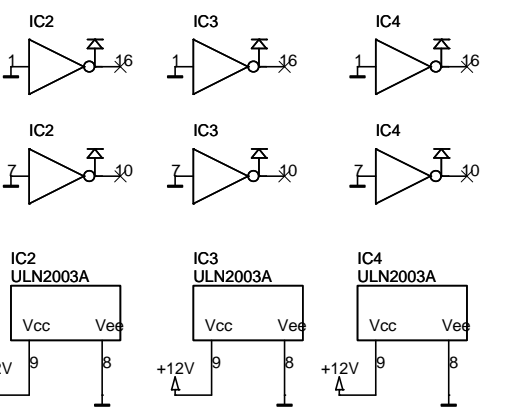 IC2 IC3 IC4
1 16 1 16 1 16
IC2 IC3 IC4
7 10 7 10 7 10
IC2 IC3 IC4
ULN2003A ULN2003A ULN2003A
Vcc Vee Vcc Vee Vcc Vee
V 9 8 +12V 9 8 +12V 9 8